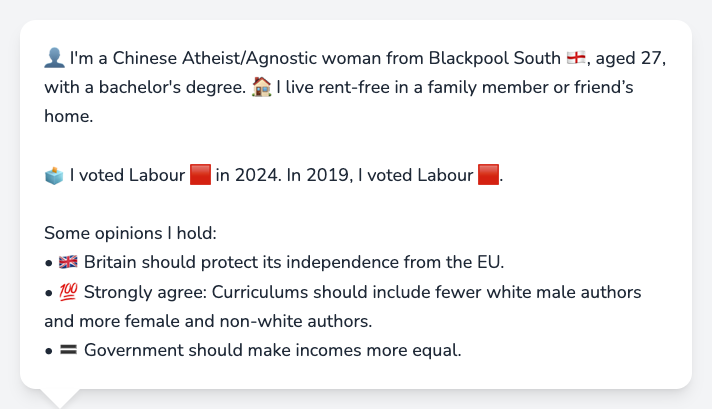 👤 I'm a Chinese Atheist/Agnostic woman from Blackpool South 🏴󠁧󠁢󠁥󠁮󠁧󠁿, aged 27,
with a bachelor's degree. 🏠 I live rent-free in a family member or friend’s
home.
🗳️ I voted Labour 🟥 in 2024. In 2019, I voted Labour 🟥.
Some opinions I hold:
• 🇬🇧 Britain should protect its independence from the EU.
• 💯 Strongly agree: Curriculums should include fewer white male authors
and more female and non-white authors.
• 🟰 Government should make incomes more equal.